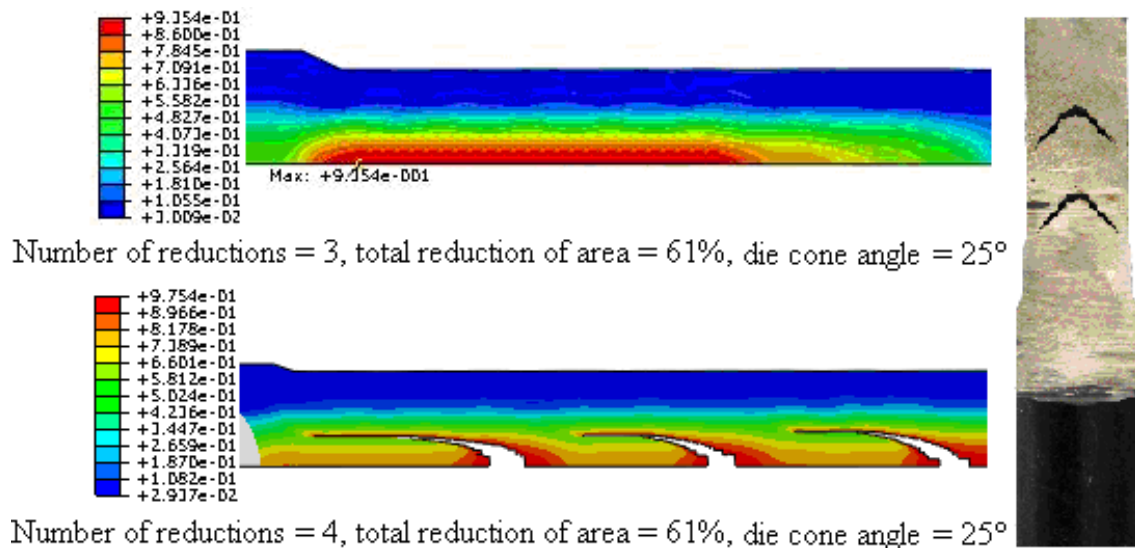 +9.154e-01
+8.600e-01
+7.845e-01
+7.091e-01
+6.336e-01
+5.582e-01
+4.827e-01
+4.073e-01
+3.319e-01
+2.564e-01
+1.810e-01
+1.055e-01
+3.009e-02
Max: +9.354e-001
Number of reductions = 3, total reduction of area = 61%, die cone angle = 25°
+9.754e-01
+8.966e-01
+8.178e-01
+7.389e-01
+6.601e-01
+5.812e-01
+5.024e-01
+4.236e-01
+3.447e-01
+2.659e-01
+1.870e-01
+1.082e-01
+2.937e-02
Number of reductions = 4, total reduction of area = 61%, die cone angle = 25°